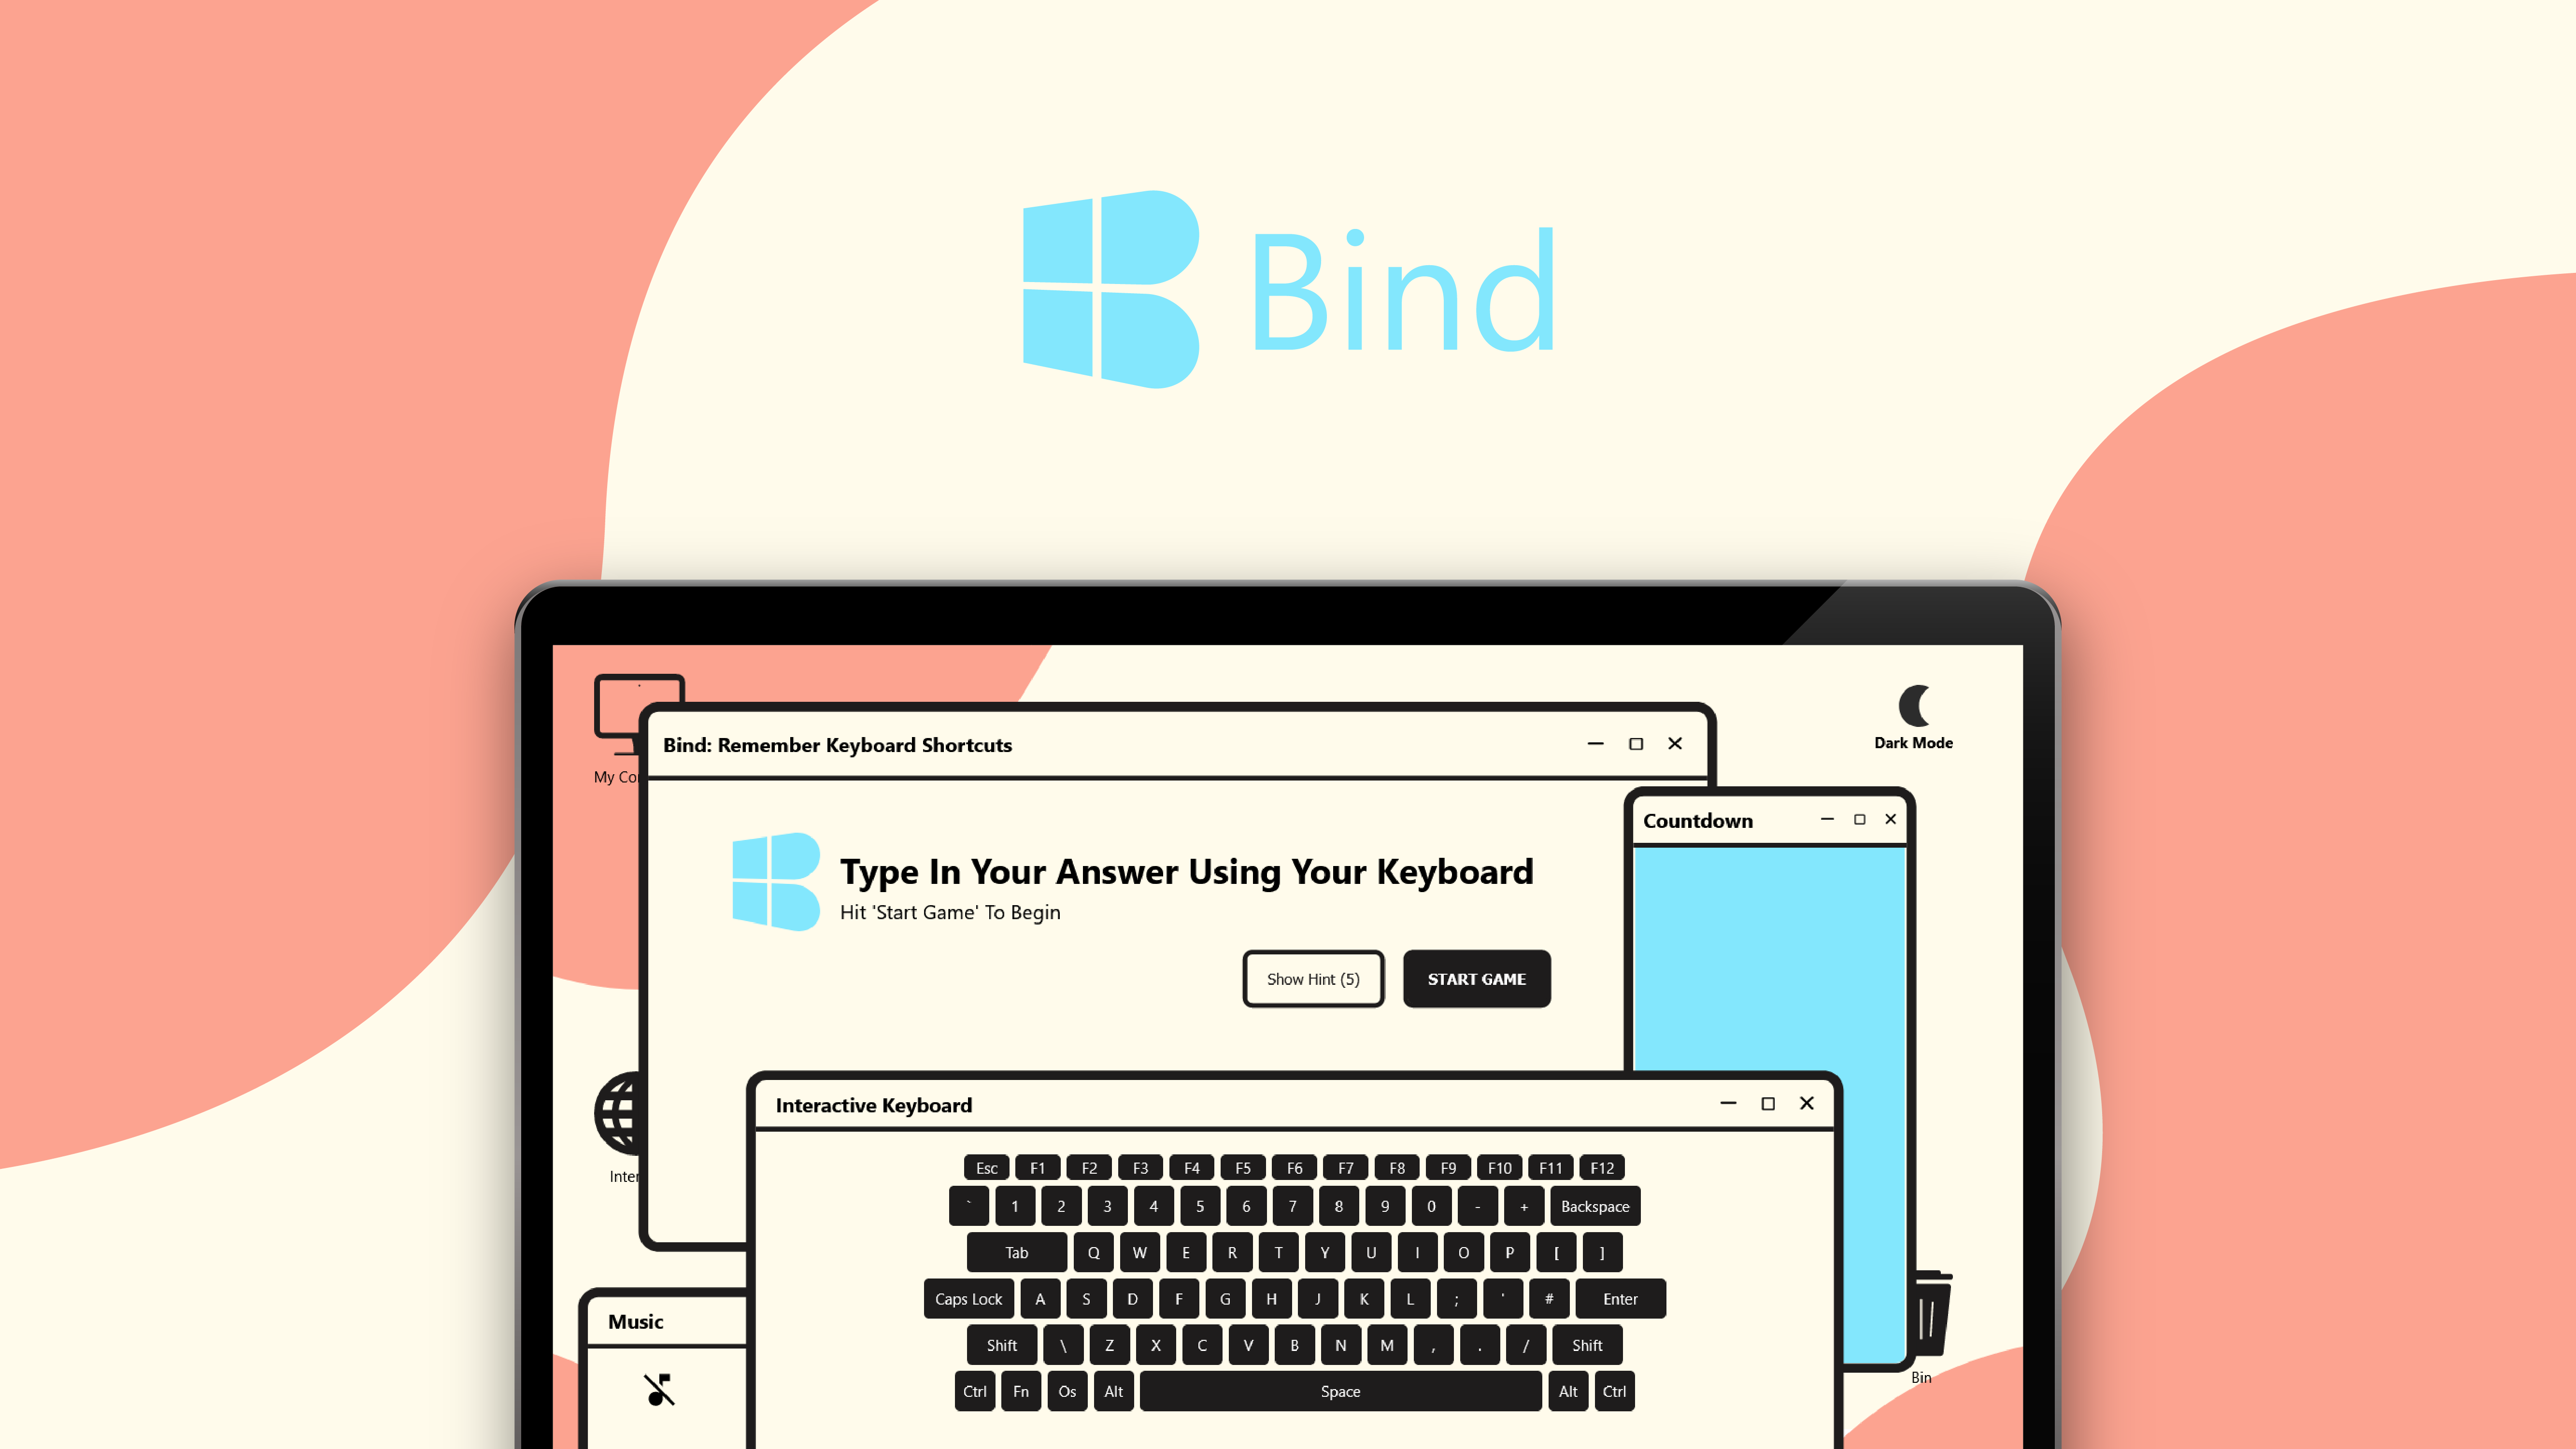 Bind
My Co
Bind: Remember Keyboard Shortcuts
Dark Mode
Countdown
Type In Your Answer Using Your Keyboard
Hit 'Start Game' To Begin
Show Hint (5)
START GAME
Inter
Interactive Keyboard
Esc F1 F2 F3 F4 F5 F6 F7 F8 F9 F10 F11 F12
` 1 2 3 4 5 6 7 8 9 0 - + Backspace
Tab Q W E R T Y U I O P [ ]
Caps Lock A S D F G H J K L ; ' # Enter
Shift \ Z X C V B N M , . / Shift
Ctrl Fn Os Alt Space Alt Ctrl
Music
Bin